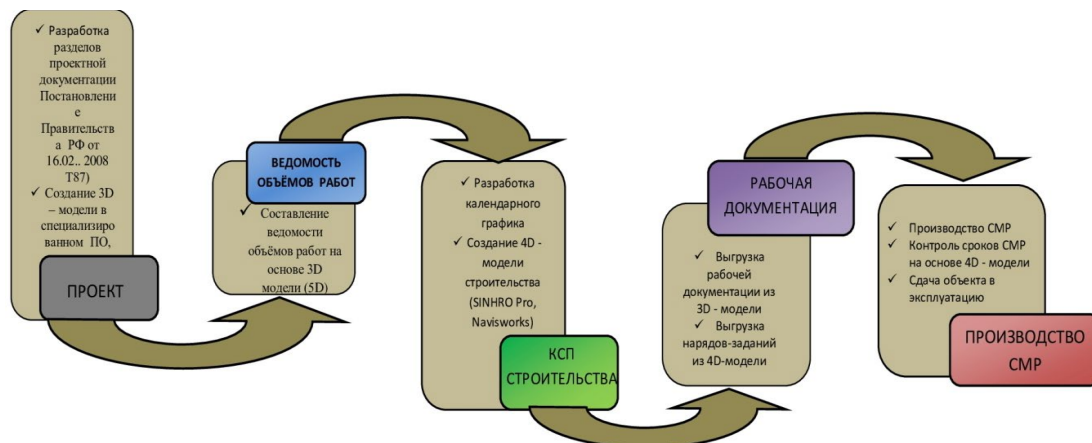 ✓ Разработка
разделов
проектной
документации
Постановлени
е
Правительств
а РФ от
16.02.. 2008
Т87)
✓ Создание 3D
– модели в
специализиро
ванном ПО,
ПРОЕКТ
ВЕДОМОСТЬ
ОБЪЁМОВ РАБОТ
✓ Составление
ведомости
объёмов работ на
основе 3D
модели (5D)
✓ Разработка
календарного
графика
✓ Создание 4D -
модели
строительства
(SINHRO Pro,
Navisworks)
КСП
СТРОИТЕЛЬСТВА
РАБОЧАЯ
ДОКУМЕНТАЦИЯ
✓ Выгрузка
рабочей
документации из
3D - модели
✓ Выгрузка
нарядов-заданий
из 4D-модели
✓ Производство СМР
✓ Контроль сроков СМР
на основе 4D - модели
✓ Сдача объекта в
эксплуатацию
ПРОИЗВОДСТВО
СМР